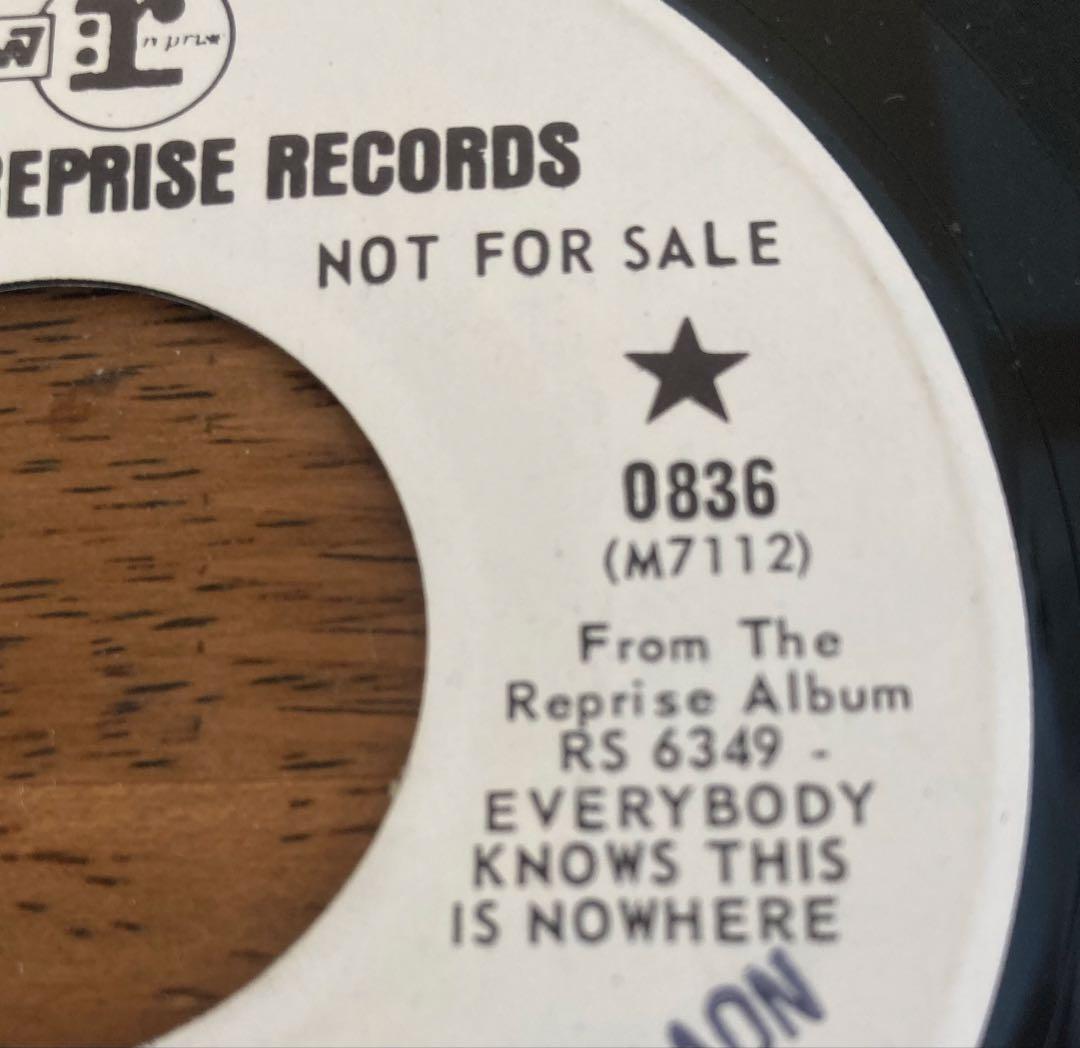 W
r
REPRISE RECORDS
NOT FOR SALE
0836
(M7112)
From The
Reprise Album
RS 6349 -
EVERYBODY
KNOWS THIS
IS NOWHERE